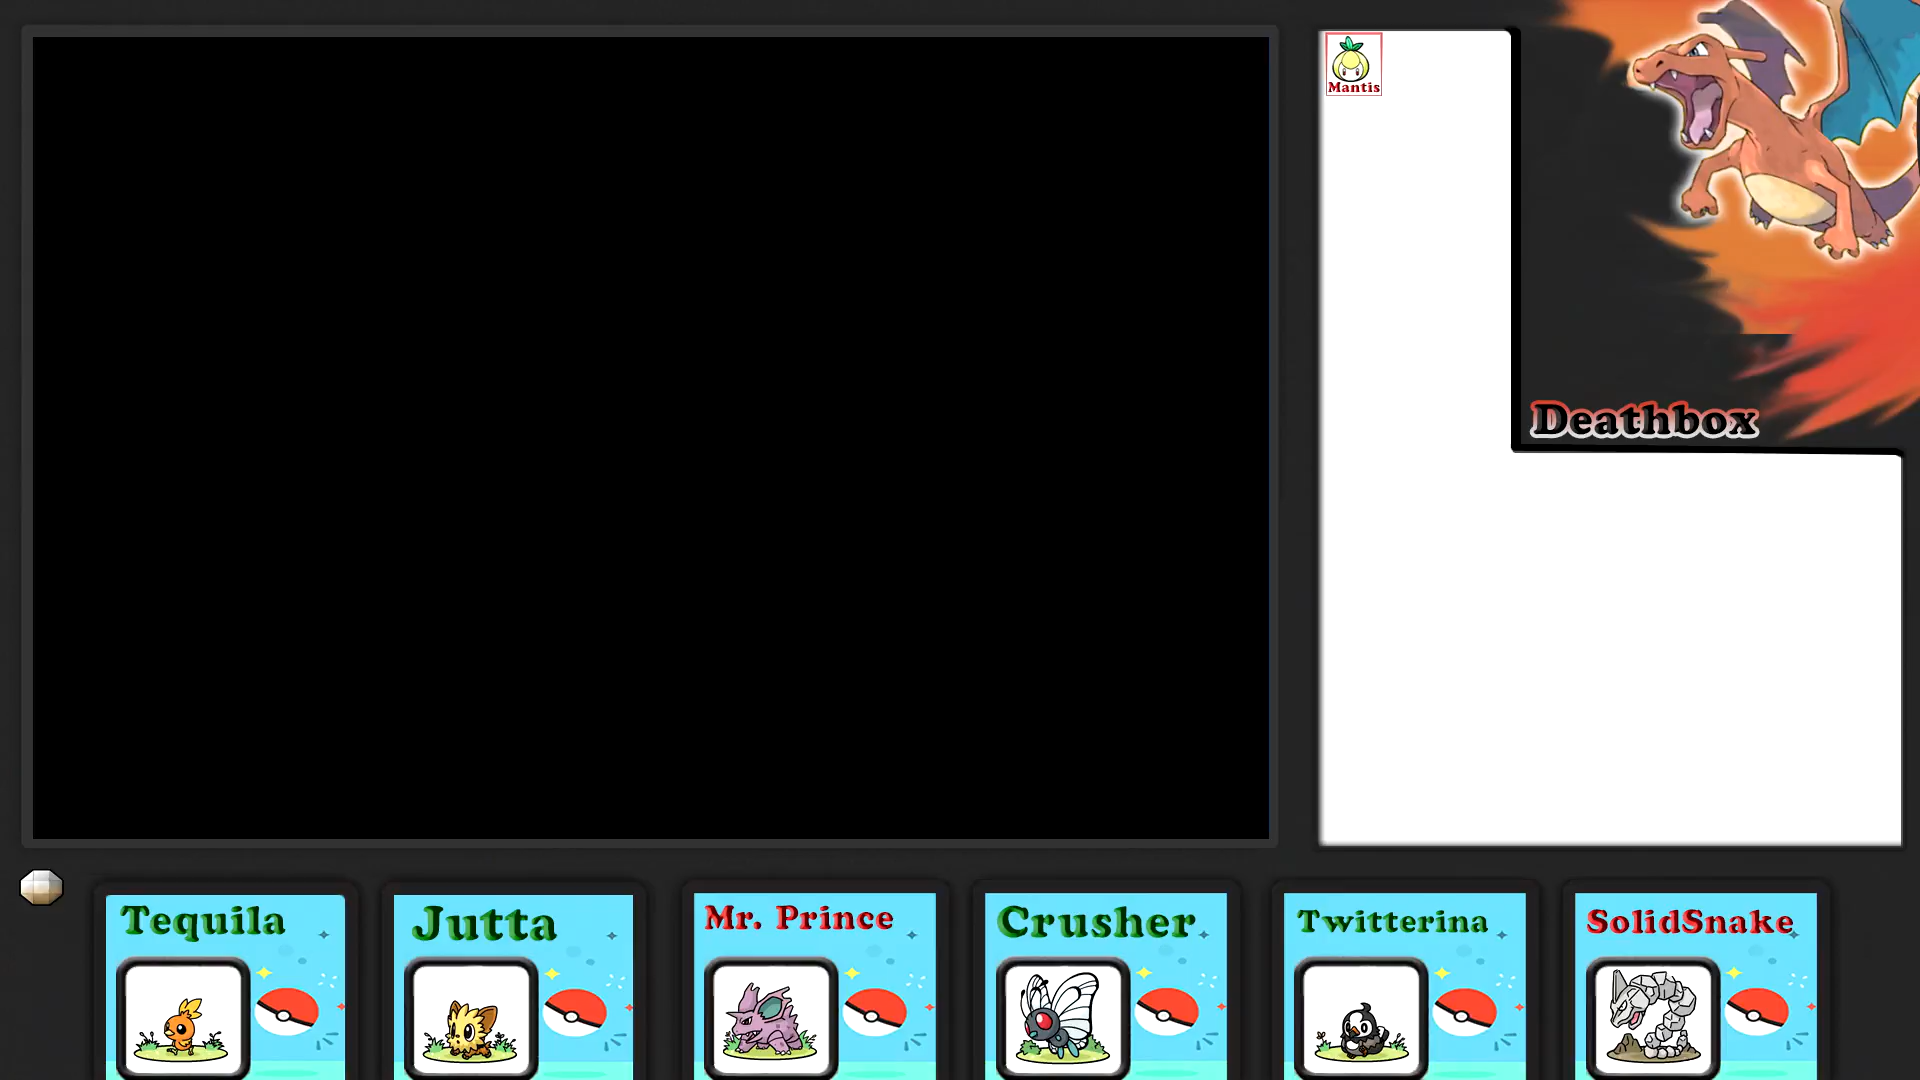 Mantis
Deathbox
Tequila
Jutta
Mr. Prince
Crusher
Twitterina
SolidSnake